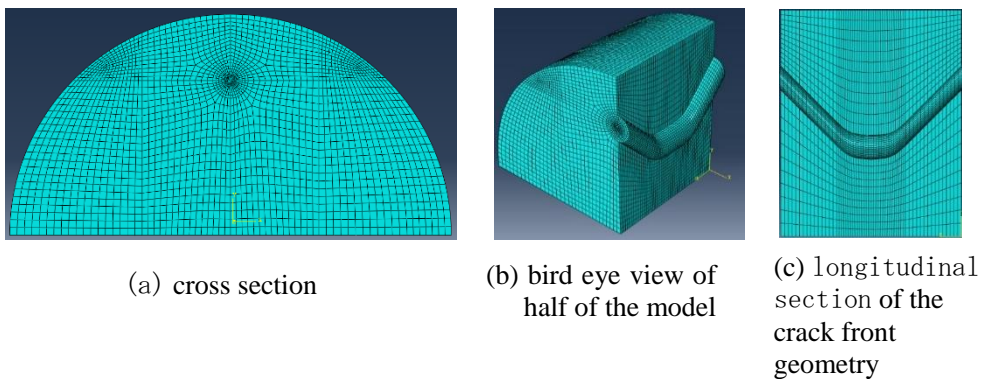 (a) cross section
(b) bird eye view of
half of the model
(c) longitudinal
section of the
crack front
geometry